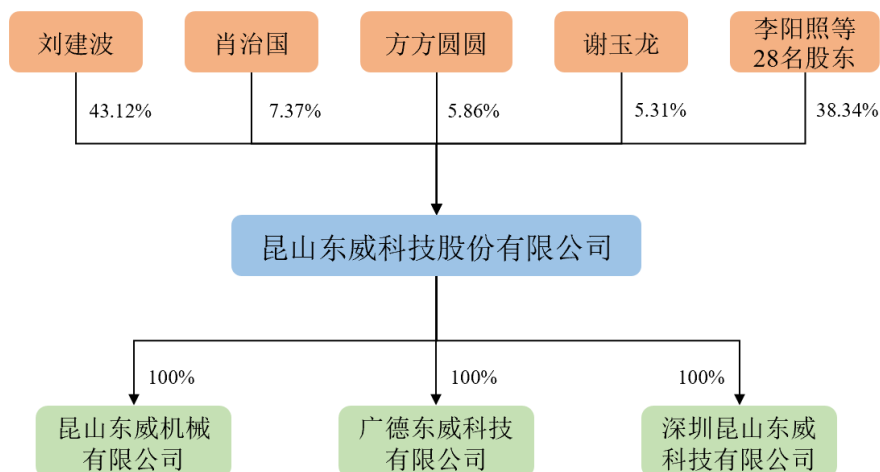 刘建波
肖治国
方方圆圆
谢玉龙
李阳照等
28名股东
43.12%
7.37%
5.86%
5.31%
38.34%
昆山东威科技股份有限公司
100%
100%
100%
昆山东威机械
有限公司
广德东威科技
有限公司
深圳昆山东威
科技有限公司